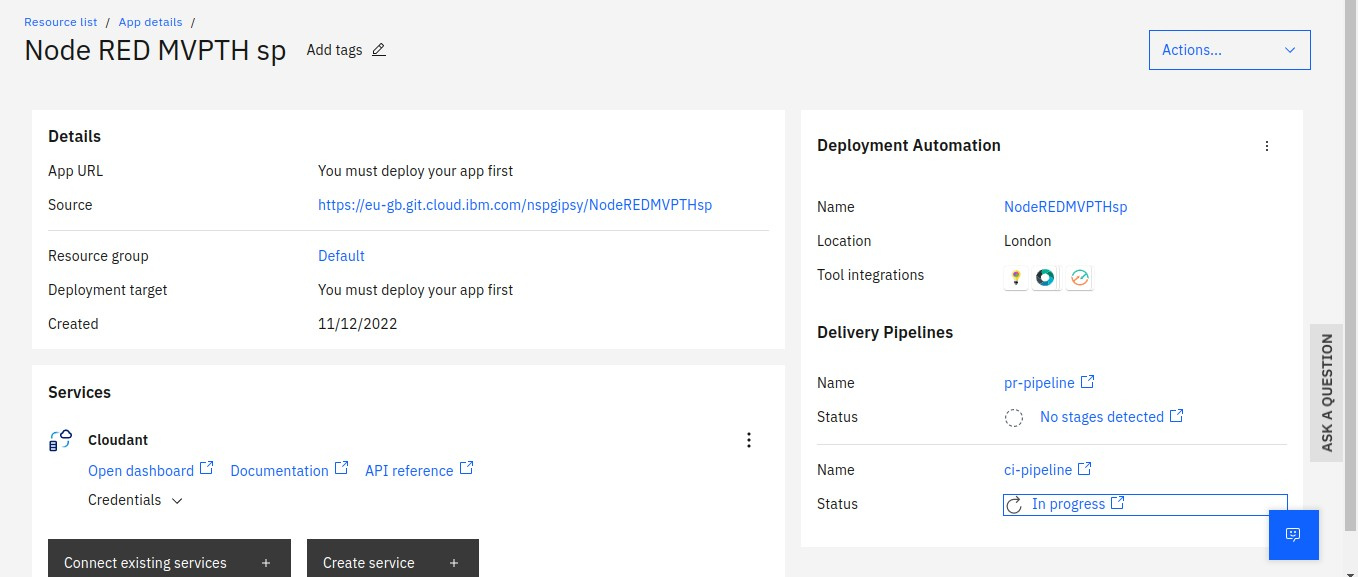 Resource list / App details /
Node RED MVPTH sp
Add tags
Actions...
Details
App URL You must deploy your app first
Source https://eu-gb.git.cloud.ibm.com/nspgipsy/NodeREDMVPTHsp
Resource group Default
Deployment target You must deploy your app first
Created 11/12/2022
Services
Cloudant
Open dashboard Documentation API reference
Credentials
Connect existing services +
Create service +
Deployment Automation
Name NodeREDMVPTHsp
Location London
Tool integrations
Delivery Pipelines
Name pr-pipeline
Status No stages detected
Name ci-pipeline
Status In progress
ASK A QUESTION